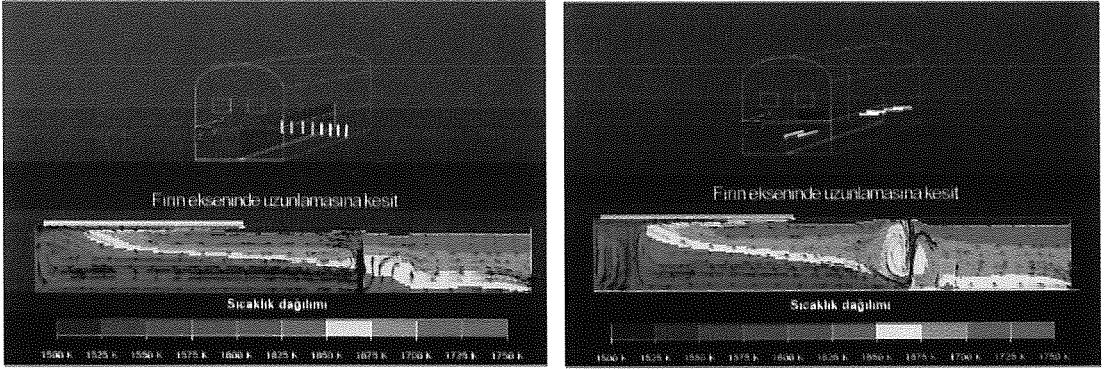 Fırın ekseninde uzunlamasına kesit
Sıcaklık dağılımı
1500 K 1525 K 1550 K 1575 K 1600 K 1625 K 1650 K 1675 K 1700 K 1725 K 1750 K
Fırın ekseninde uzunlamasına kesit
Sıcaklık dağılımı
1500 K 1525 K 1550 K 1575 K 1600 K 1625 K 1650 K 1675 K 1700 K 1725 K 1750 K